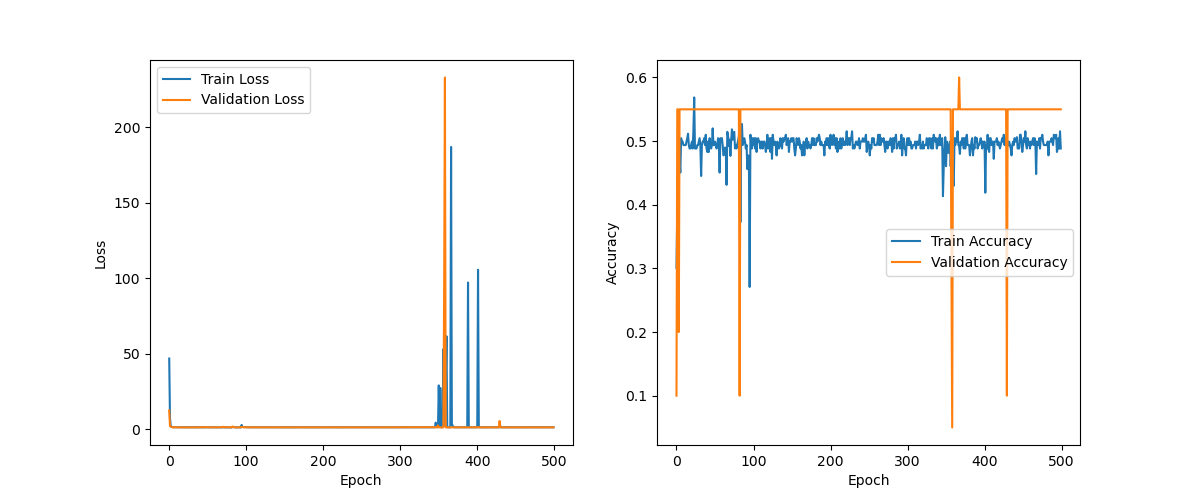 Train Loss
Validation Loss
200
150
100
50
0
Loss
0 100 200 300 400 500
Epoch
0.6
0.5
0.4
0.3
0.2
0.1
Accuracy
Train Accuracy
Validation Accuracy
0 100 200 300 400 500
Epoch